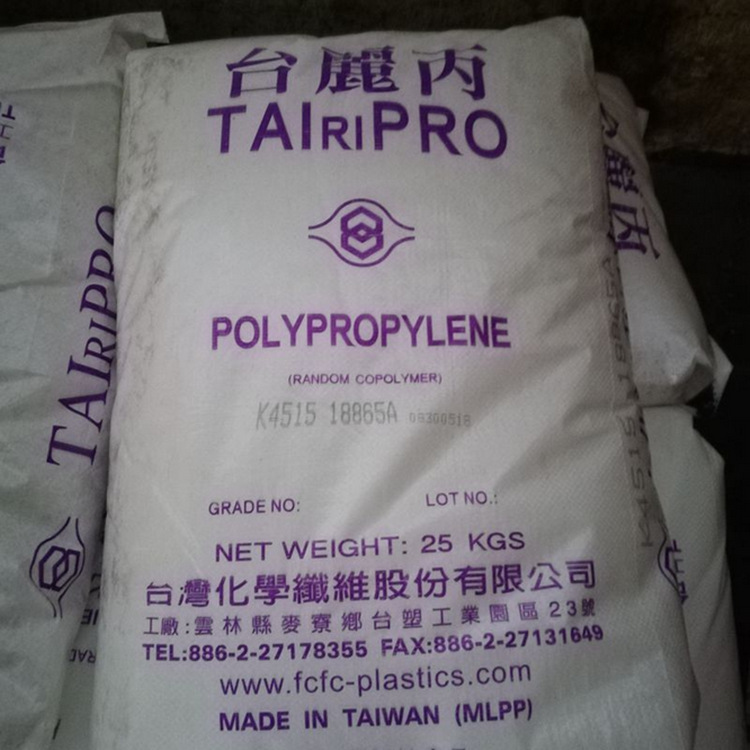 台麗丙
TAIRIPRO
POLYPROPYLENE
(RANDOM COPOLYMER)
K4515 18865A 08300518
GRADE NO: LOT NO.:
NET WEIGHT: 25 KGS
台灣化學纖維股份有限公司
工廠:雲林縣麥寮鄉台塑工業園區23號
TEL:886-2-27178355 FAX:886-2-27131649
www.fcfc-plastics.com
MADE IN TAIWAN (MLPP)
TAIRIPRO